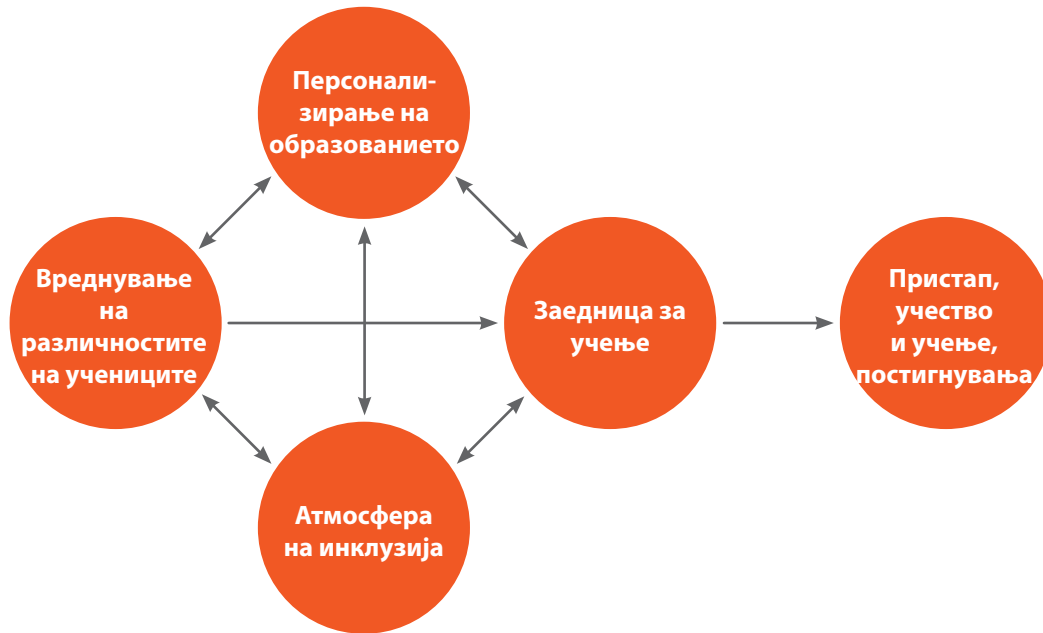 Персонали-
зирање на
образованието
Вреднување
на
различностите
на учениците
Заедница за
учење
Пристап,
учество
и учење,
постигнувања
Атмосфера
на инклузија